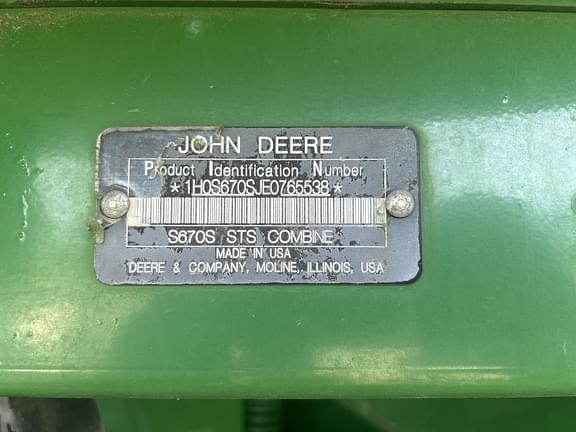 JOHN DEERE
Product Identification Number
*1H0S670SJE0765538*
S670S STS COMBINE
MADE IN USA
DEERE & COMPANY, MOLINE, ILLINOIS, USA